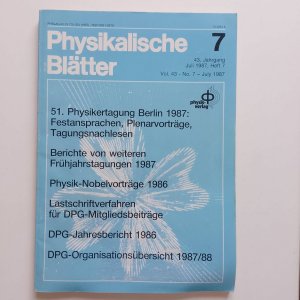 Physikalische
Blätter
7
43. Jahrgang
Juli 1987, Heft 7
Vol. 43 - No. 7 – July 1987
physik-
verlag
51. Physikertagung Berlin 1987:
Festansprachen, Plenarvorträge,
Tagungsnachlesen
Berichte von weiteren
Frühjahrstagungen 1987
Physik-Nobelvorträge 1986
Lastschriftverfahren
für DPG-Mitgliedsbeiträge
DPG-Jahresbericht 1986
DPG-Organisationsübersicht 1987/88